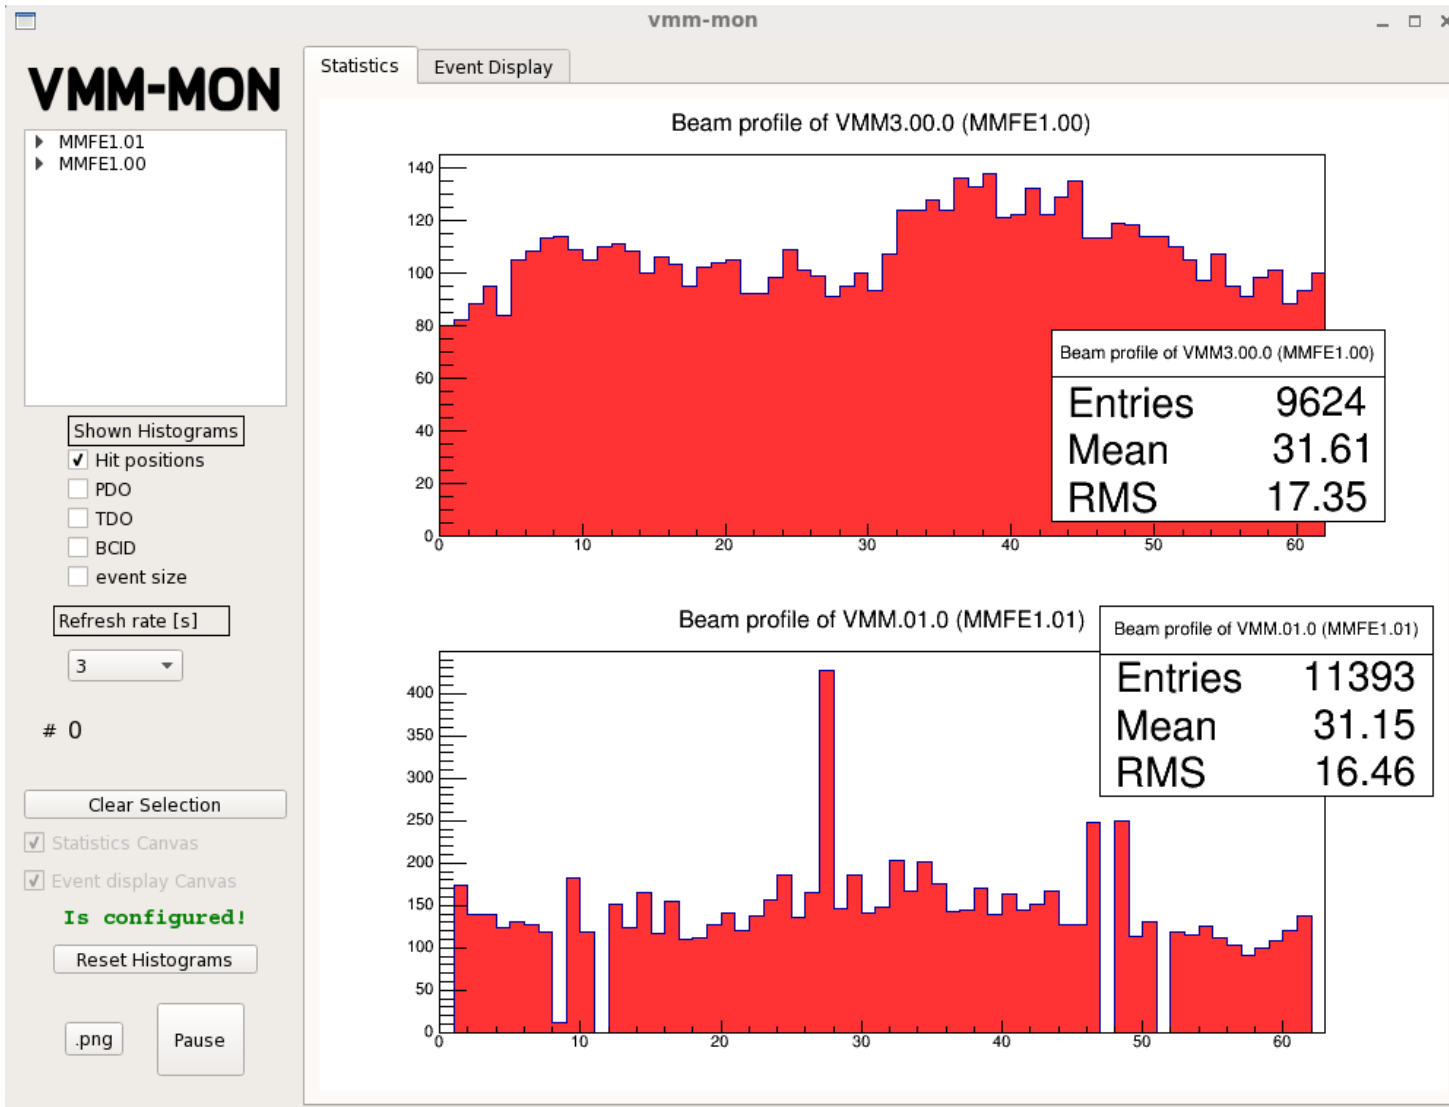 vmm-mon
VMM-MON
MMFE1.01
MMFE1.00
Shown Histograms
Hit positions
PDO
TDO
BCID
event size
Refresh rate [s]
3
# 0
Clear Selection
Statistics Canvas
Event display Canvas
Is configured!
Reset Histograms
.png
Pause
Statistics
Event Display
Beam profile of VMM3.00.0 (MMFE1.00)
140
120
100
80
60
40
20
0
0 10 20 30 40 50 60
Beam profile of VMM3.00.0 (MMFE1.00)
Entries 9624
Mean 31.61
RMS 17.35
Beam profile of VMM.01.0 (MMFE1.01)
400
350
300
250
200
150
100
50
0
0 10 20 30 40 50 60
Beam profile of VMM.01.0 (MMFE1.01)
Entries 11393
Mean 31.15
RMS 16.46